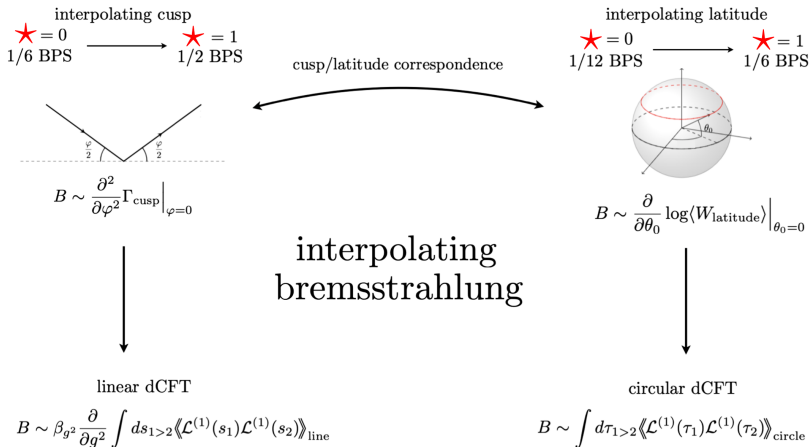 interpolating cusp
★ = 0
1/6 BPS
★ = 1
1/2 BPS
cusp/latitude correspondence
interpolating latitude
★ = 0
1/12 BPS
★ = 1
1/6 BPS
φ/2
φ/2
θ₀
B ∼ ∂²/∂φ² Γ_cusp |_{φ=0}
B ∼ ∂/∂θ₀ log⟨W_latitude⟩ |_{θ₀=0}
interpolating
bremsstrahlung
linear dCFT
B ∼ β_{g²} ∂/∂g² ∫ ds_{1>2} ⟪𝓛⁽¹⁾(s₁)𝓛⁽¹⁾(s₂)⟫_line
circular dCFT
B ∼ ∫ dτ_{1>2} ⟪𝓛⁽¹⁾(τ₁)𝓛⁽¹⁾(τ₂)⟫_circle